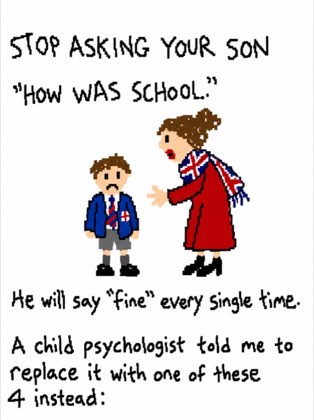 STOP ASKING YOUR SON
"HOW WAS SCHOOL."
He will say "fine" every single time.
A child psychologist told me to
replace it with one of these
4 instead: